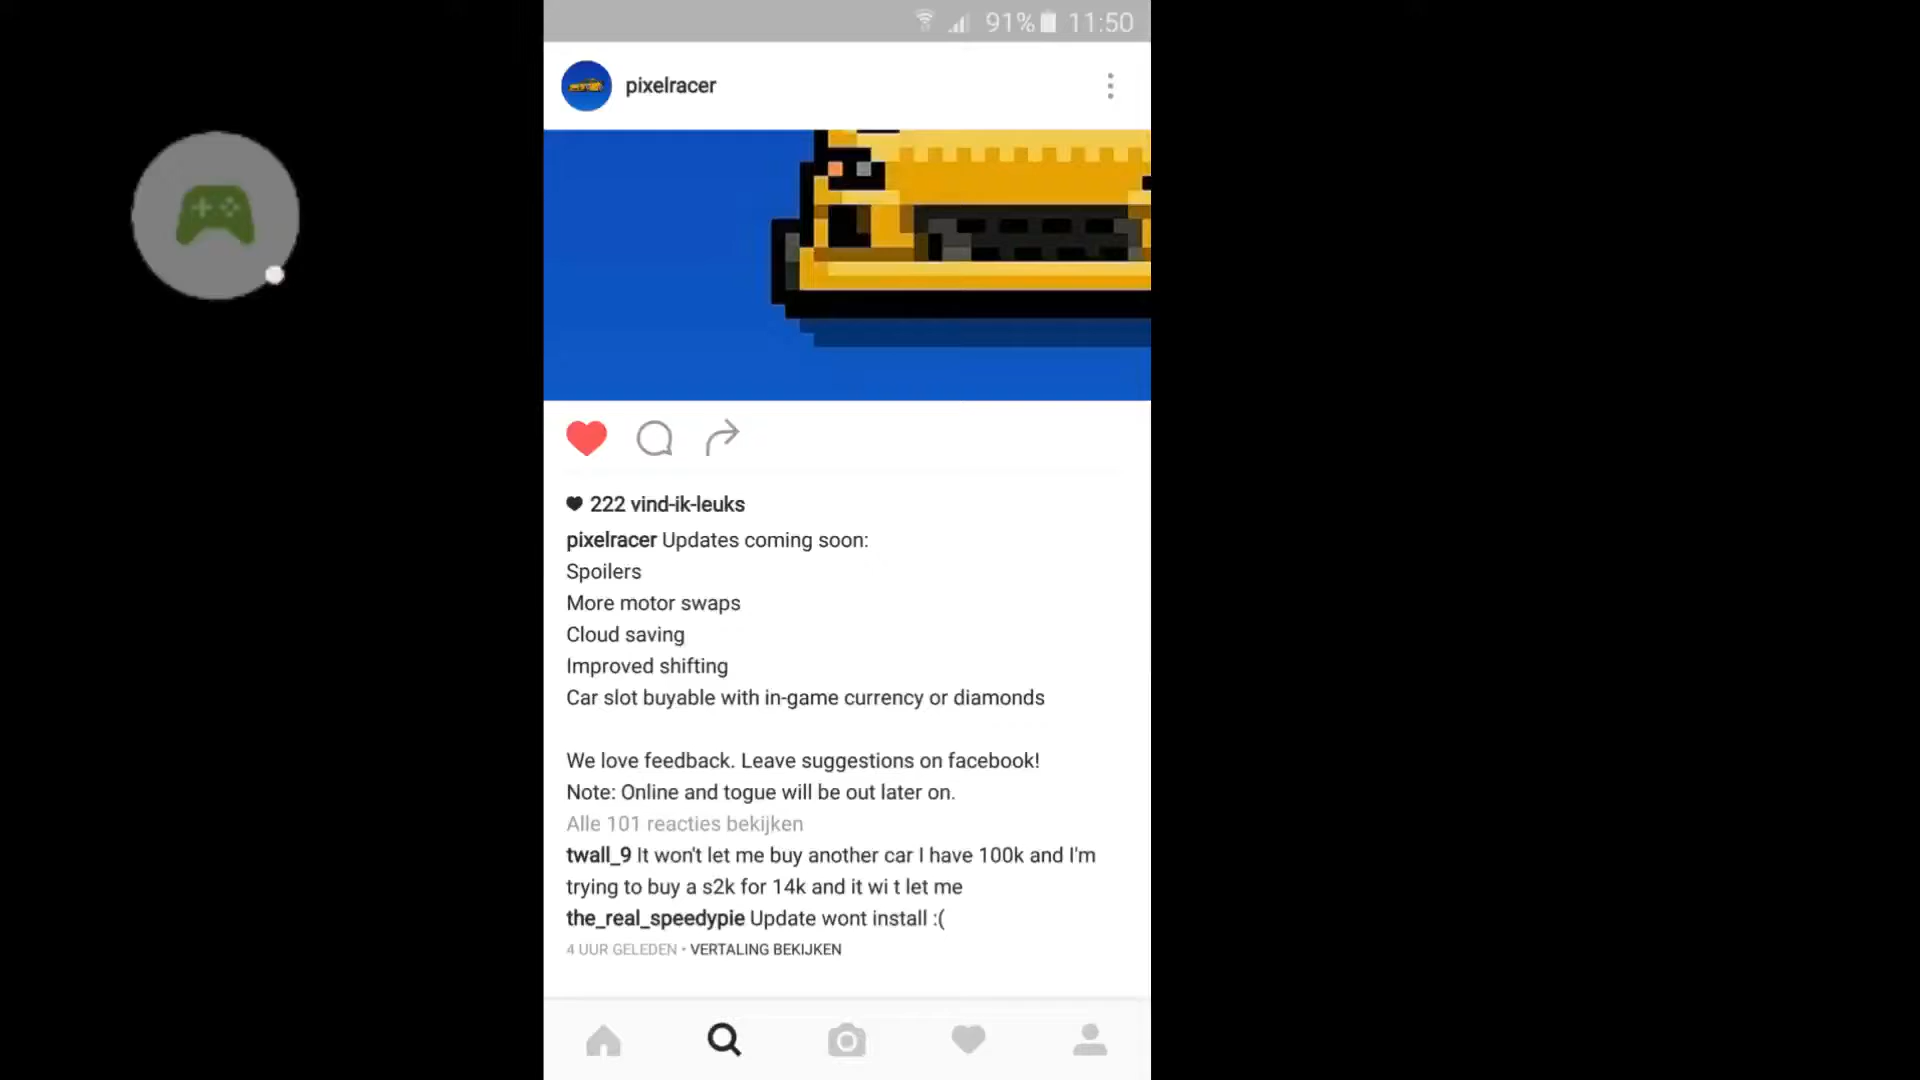 91% 11:50
pixelracer
222 vind-ik-leuks
pixelracer Updates coming soon:
Spoilers
More motor swaps
Cloud saving
Improved shifting
Car slot buyable with in-game currency or diamonds
We love feedback. Leave suggestions on facebook!
Note: Online and togue will be out later on.
Alle 101 reacties bekijken
twall_9 It won't let me buy another car I have 100k and I'm
trying to buy a s2k for 14k and it wi t let me
the_real_speedypie Update wont install :(
4 UUR GELEDEN • VERTALING BEKIJKEN